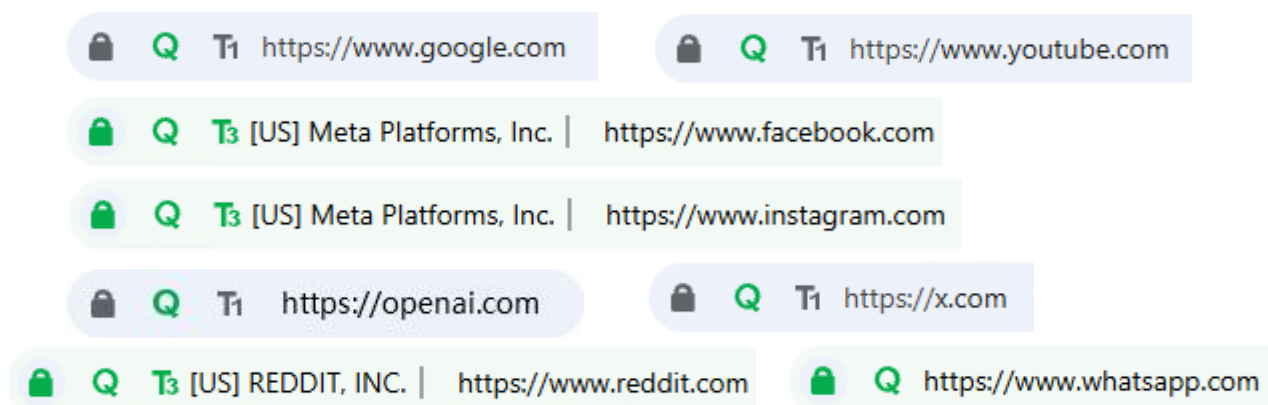 Q T1 https://www.google.com
Q T1 https://www.youtube.com
Q T3 [US] Meta Platforms, Inc. | https://www.facebook.com
Q T3 [US] Meta Platforms, Inc. | https://www.instagram.com
Q T1 https://openai.com
Q T1 https://x.com
Q T3 [US] REDDIT, INC. | https://www.reddit.com
Q https://www.whatsapp.com